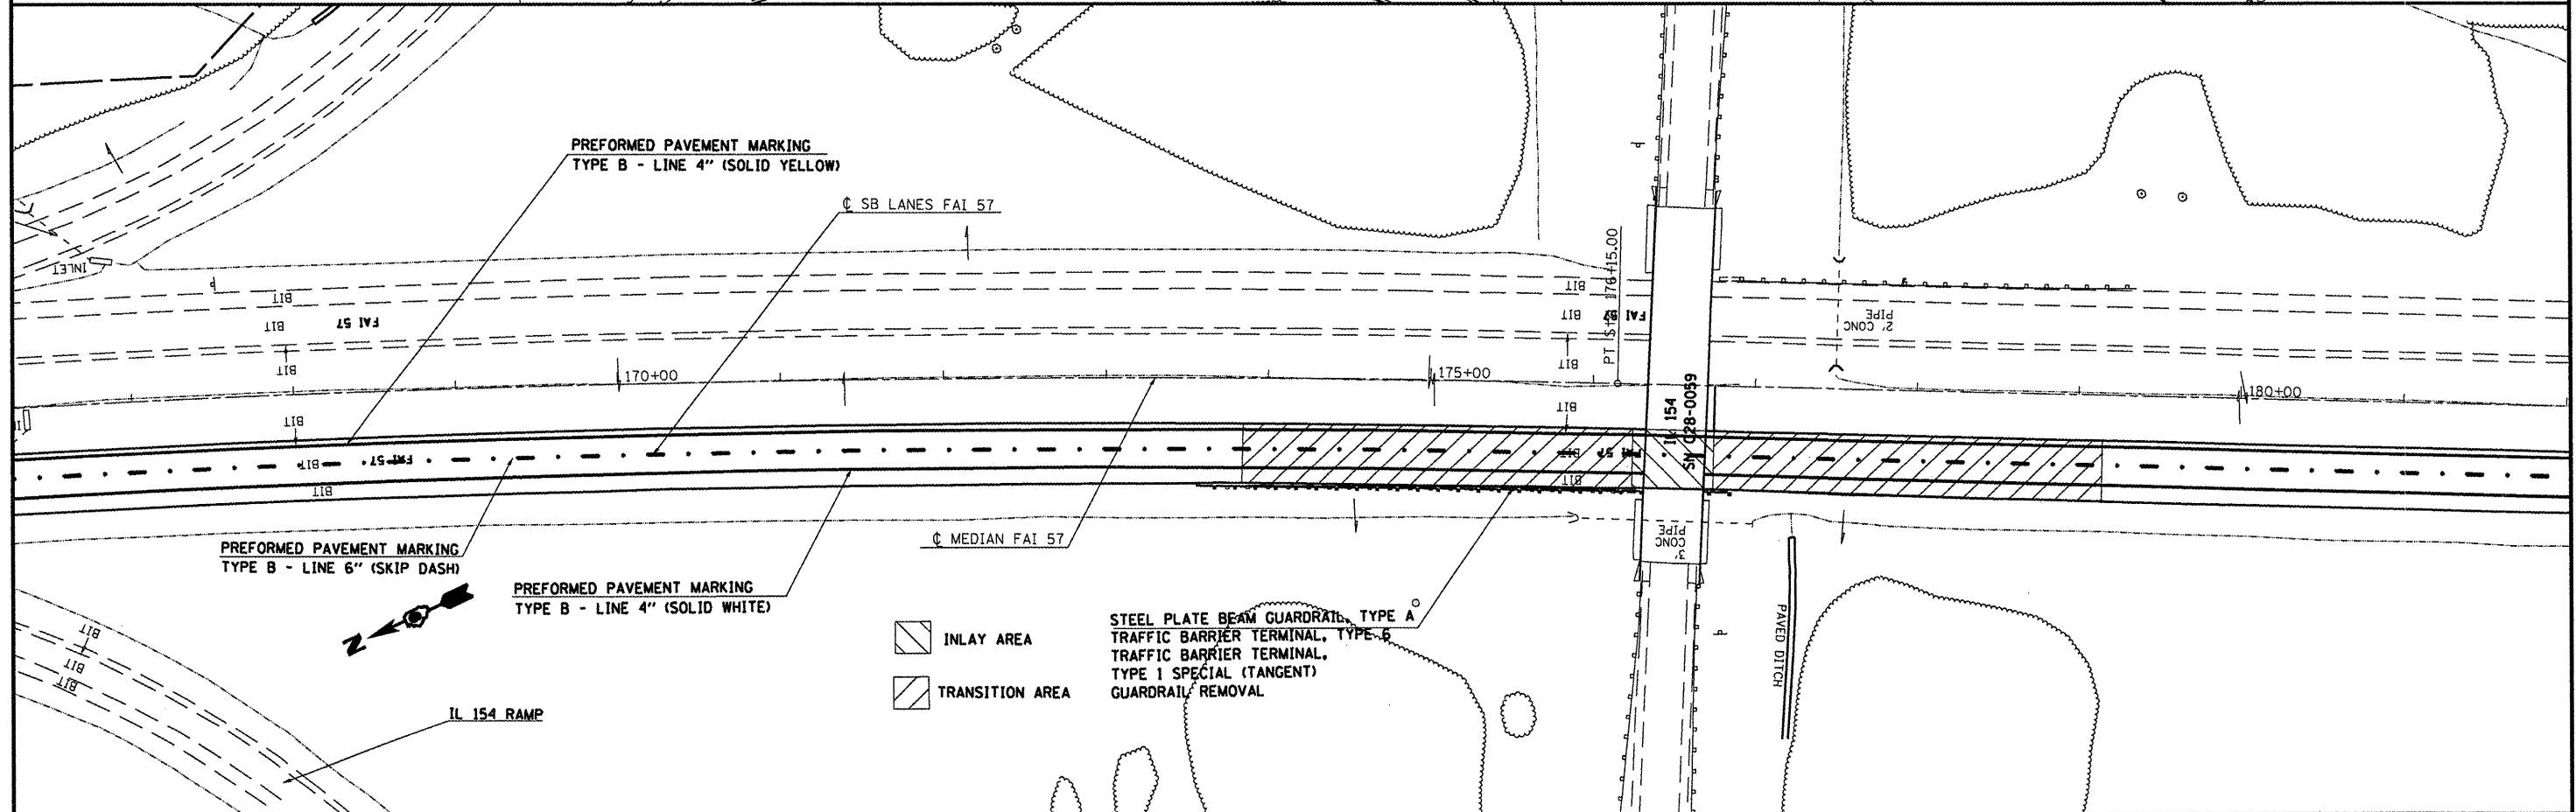 PREFORMED PAVEMENT MARKING
TYPE B - LINE 4" (SOLID YELLOW)
℄ SB LANES FAI 57
INLET
BIT
BIT
FAI 57
BIT
BIT
170+00
175+00
180+00
PT Sta 176+15.00
BIT
BIT
FAI 57
BIT
BIT
2' CONC
PIPE
IL 154
SN 028-0059
BIT
FAI 57
BIT
BIT
FAI 57
BIT
℄ MEDIAN FAI 57
3'
CONC
PIPE
PREFORMED PAVEMENT MARKING
TYPE B - LINE 6" (SKIP DASH)
N
PREFORMED PAVEMENT MARKING
TYPE B - LINE 4" (SOLID WHITE)
INLAY AREA
TRANSITION AREA
STEEL PLATE BEAM GUARDRAIL, TYPE A
TRAFFIC BARRIER TERMINAL, TYPE 6
TRAFFIC BARRIER TERMINAL,
TYPE 1 SPECIAL (TANGENT)
GUARDRAIL REMOVAL
PAVED DITCH
BIT
BIT
BIT
IL 154 RAMP